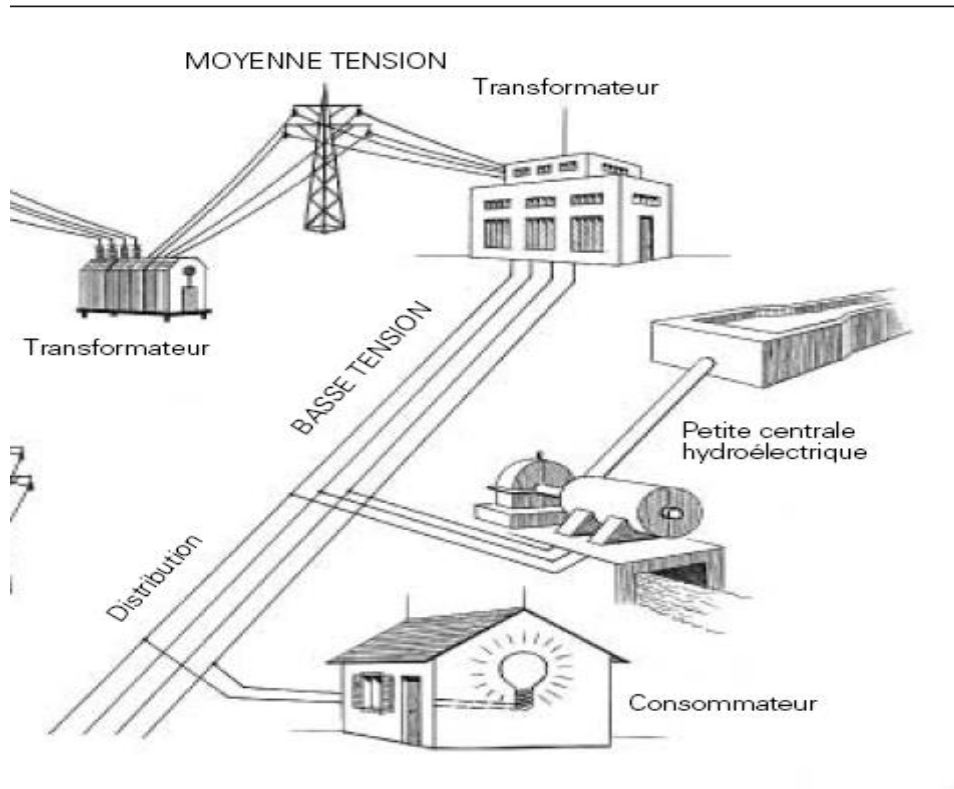 MOYENNE TENSION
Transformateur
Transformateur
BASSE TENSION
Petite centrale
hydroélectrique
Distribution
Consommateur